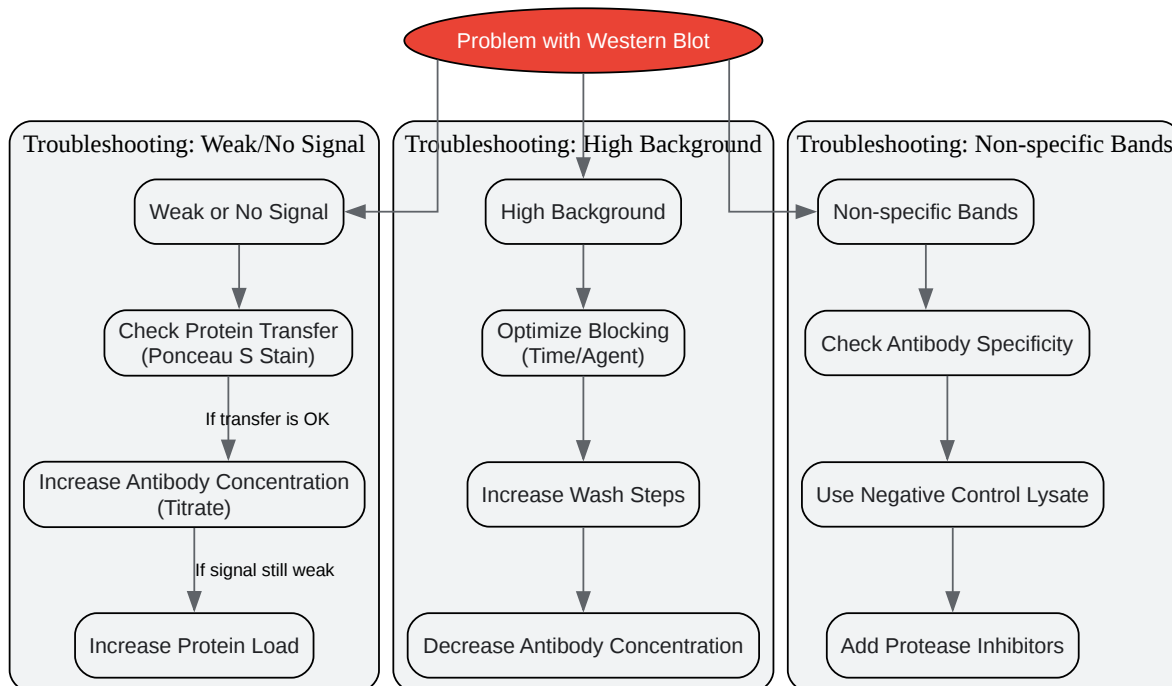 Problem with Western Blot
Troubleshooting: Weak/No Signal
Weak or No Signal
Check Protein Transfer
(Ponceau S Stain)
If transfer is OK
Increase Antibody Concentration
(Titrate)
If signal still weak
Increase Protein Load
Troubleshooting: High Background
High Background
Optimize Blocking
(Time/Agent)
Increase Wash Steps
Decrease Antibody Concentration
Troubleshooting: Non-specific Bands
Non-specific Bands
Check Antibody Specificity
Use Negative Control Lysate
Add Protease Inhibitors